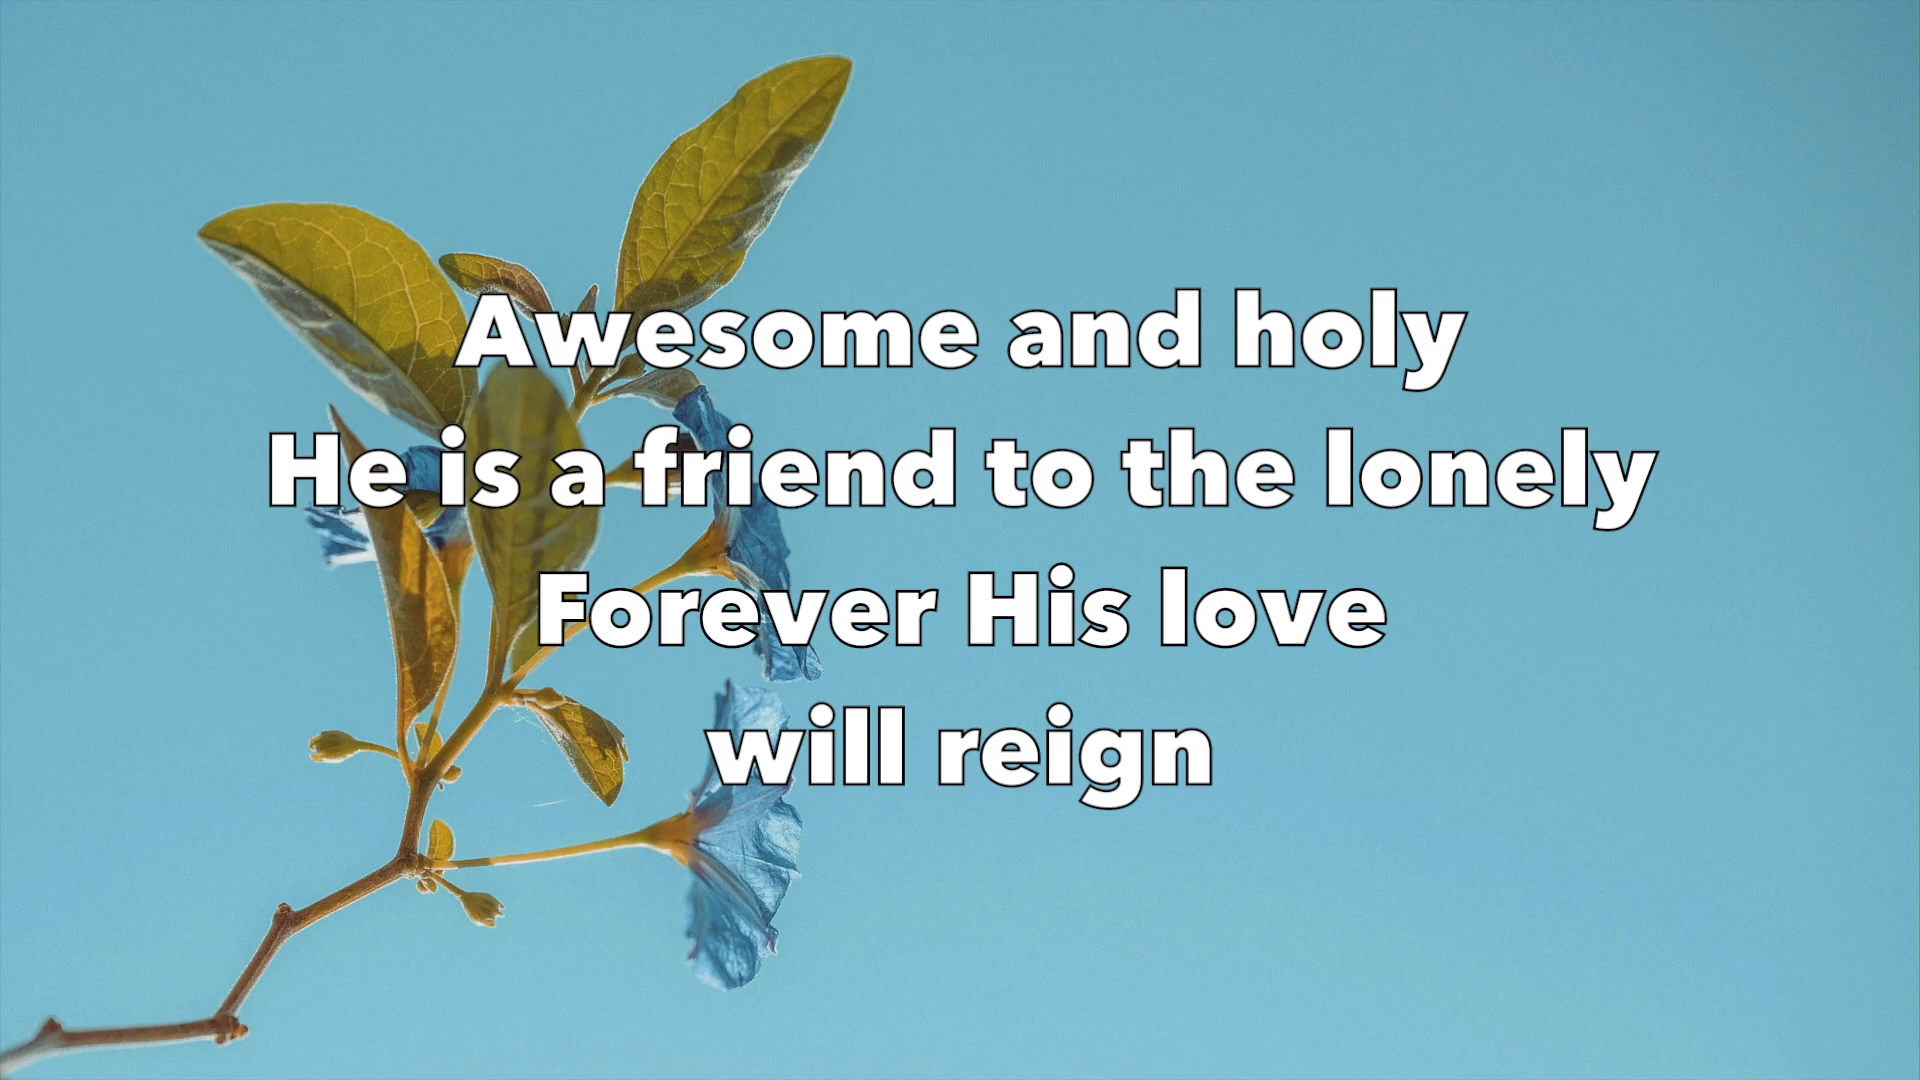 Awesome and holy
He is a friend to the lonely
Forever His love
will reign